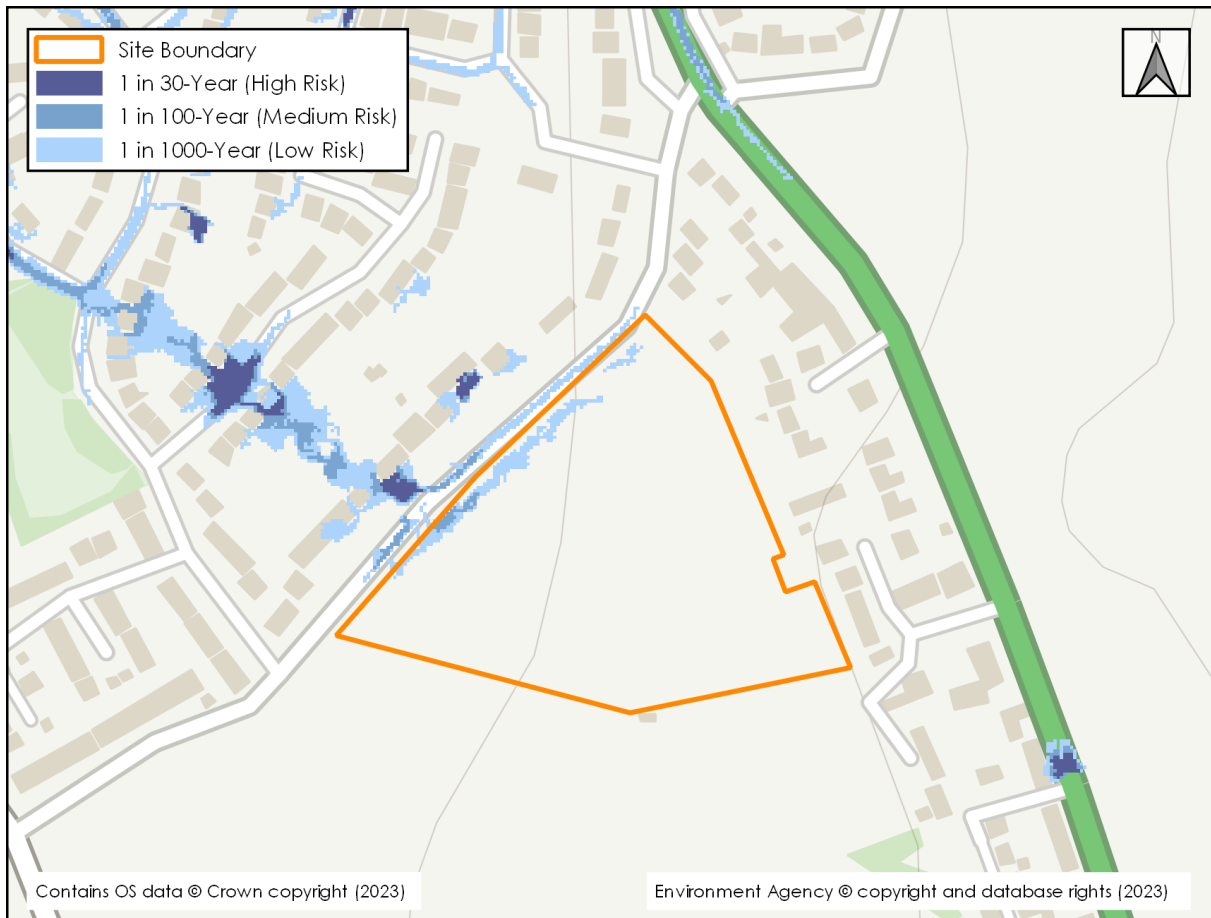 Site Boundary
1 in 30-Year (High Risk)
1 in 100-Year (Medium Risk)
1 in 1000-Year (Low Risk)
N
Contains OS data © Crown copyright (2023)
Environment Agency © copyright and database rights (2023)